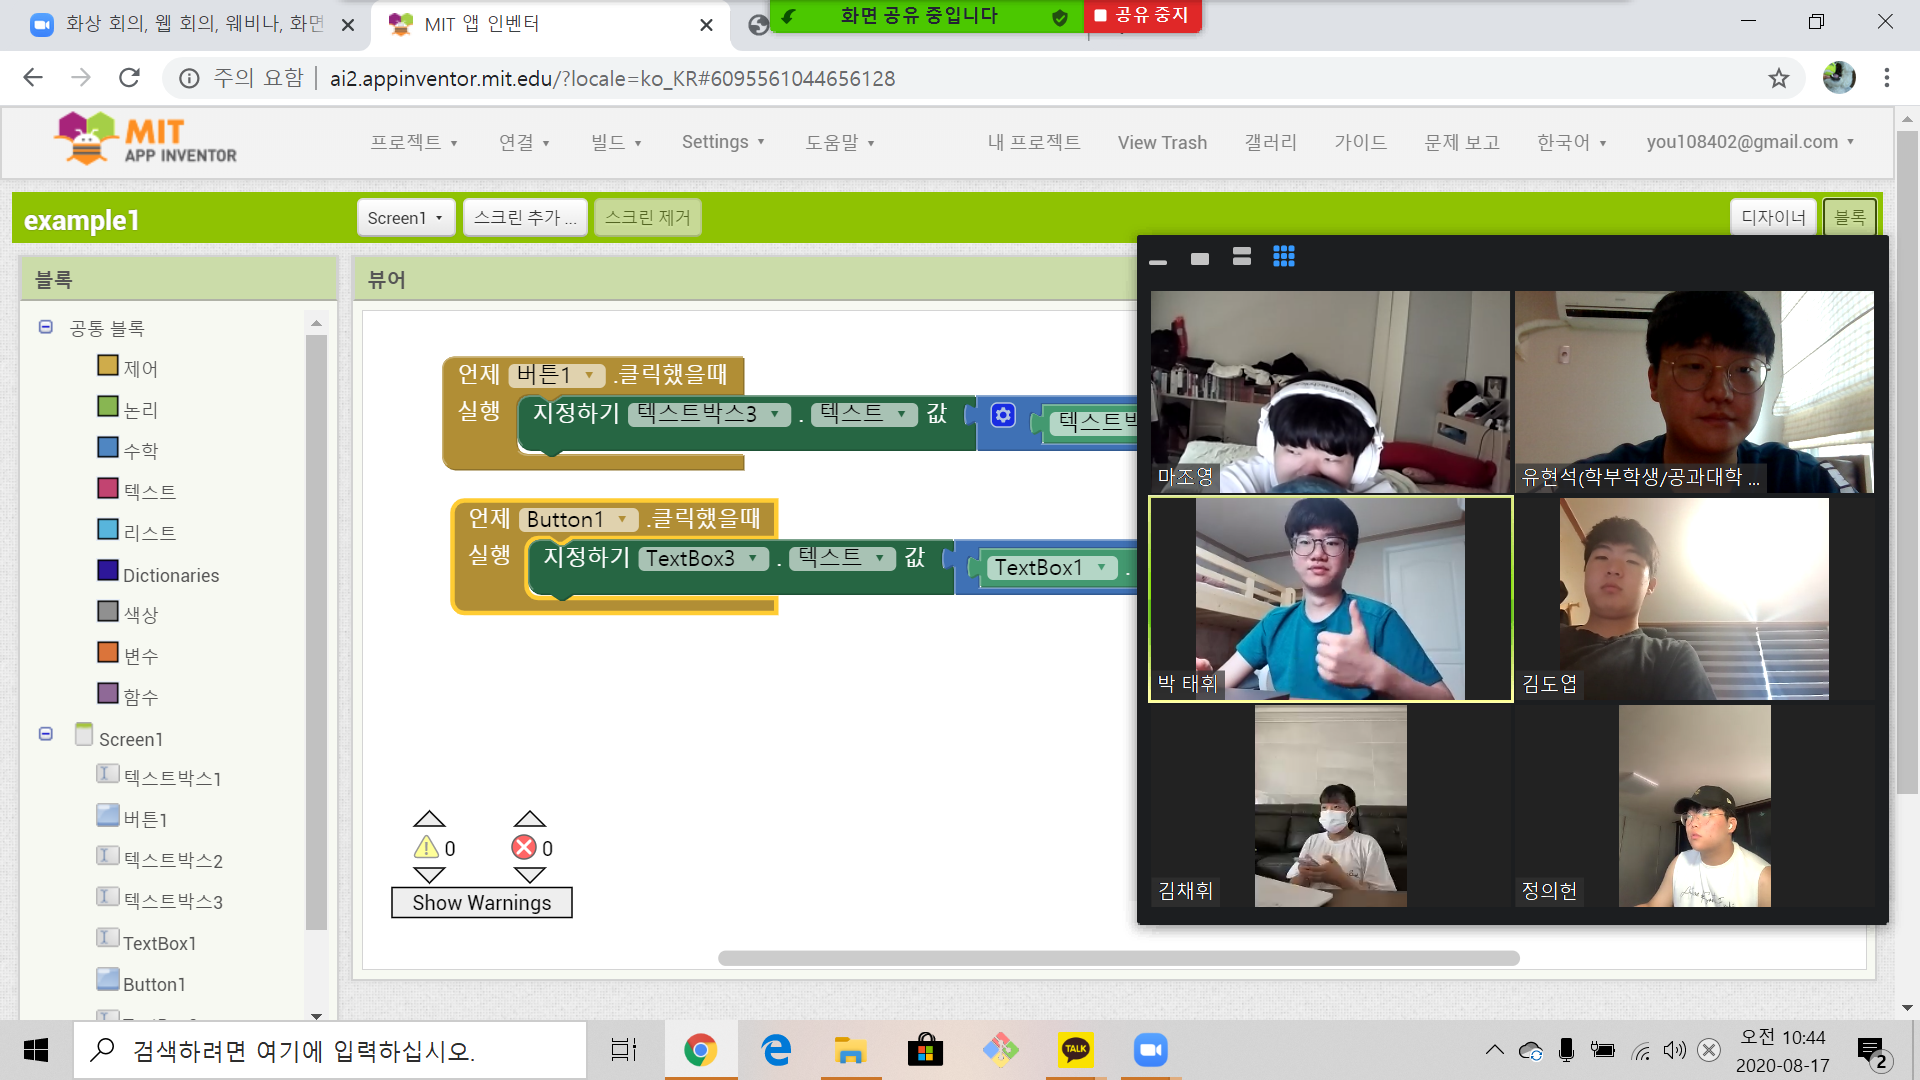 화상 회의, 웹 회의, 웨비나, 화면
MIT 앱 인벤터
화면 공유 중입니다
공유 중지
주의 요함
ai2.appinventor.mit.edu/?locale=ko_KR#6095561044656128
MIT
APP INVENTOR
프로젝트
연결
빌드
Settings
도움말
내 프로젝트
View Trash
갤러리
가이드
문제 보고
한국어
you108402@gmail.com
example1
Screen1
스크린 추가 ...
스크린 제거
디자이너
블록
블록
공통 블록
제어
논리
수학
텍스트
리스트
Dictionaries
색상
변수
함수
Screen1
텍스트박스1
버튼1
텍스트박스2
텍스트박스3
TextBox1
Button1
뷰어
언제 버튼1 .클릭했을때
실행 지정하기 텍스트박스3 . 텍스트 값
언제 Button1 .클릭했을때
실행 지정하기 TextBox3 . 텍스트 값 TextBox1 .
0
0
Show Warnings
마조영
유현석(학부학생/공과대학 ...
박 태휘
김도엽
김채휘
정의헌
검색하려면 여기에 입력하십시오.
TALK
오전 10:44
2020-08-17
2